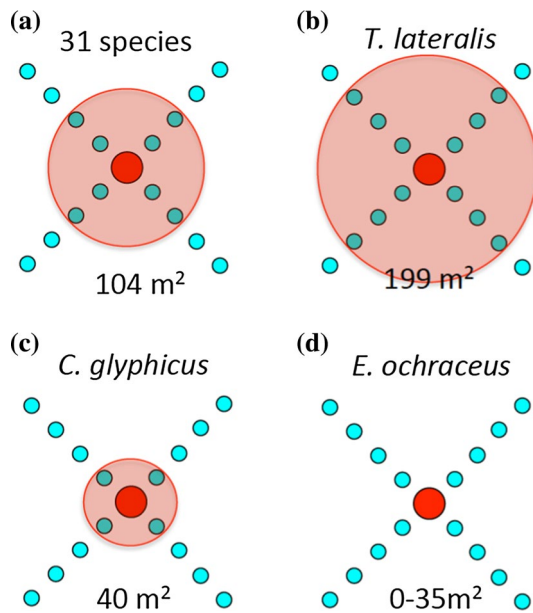 (a)
31 species
104 m²
(b)
T. lateralis
199 m²
(c)
C. glyphicus
40 m²
(d)
E. ochraceus
0-35m²